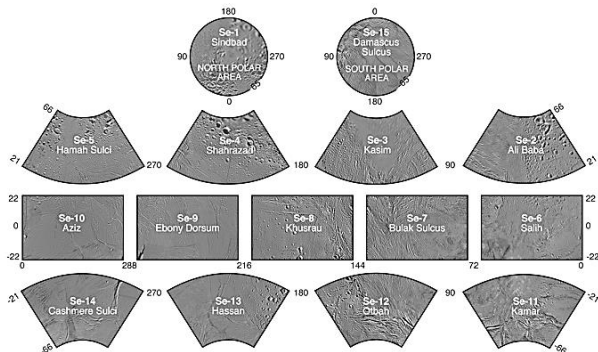 180
0
Se-1
Sindbad
90
270
NORTH POLAR
AREA
65
0
Se-15
Damascus
Sulcus
90
270
SOUTH POLAR
AREA
-65
180
66
21
Se-5
Hamah Sulci
270
Se-4
Shahrazad
180
Se-3
Kasim
90
Se-2
Ali Baba
66
21
22
0
-22
Se-10
Aziz
Se-9
Ebony Dorsum
Se-8
Khusrau
Se-7
Bulak Sulcus
Se-6
Salih
22
0
-22
0
288
216
144
72
0
-21
-66
Se-14
Cashmere Sulci
270
Se-13
Hassan
180
Se-12
Otbah
90
Se-11
Kamar
-21
-66